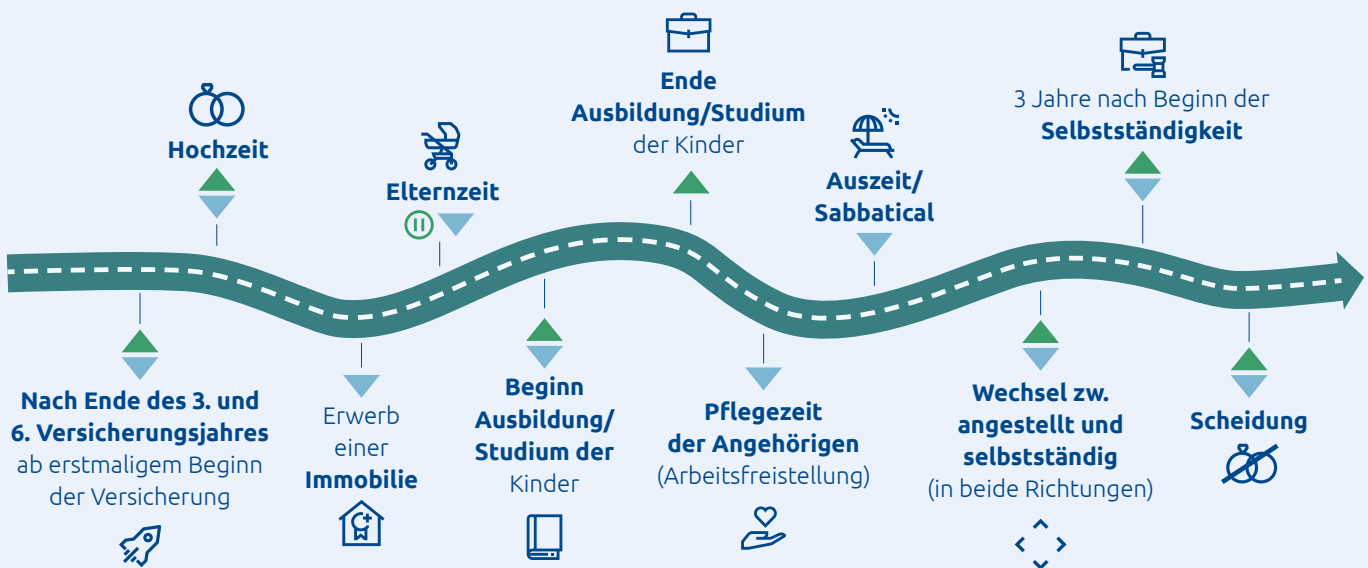 Hochzeit
Elternzeit
Ende
Ausbildung/Studium
der Kinder
Auszeit/
Sabbatical
3 Jahre nach Beginn der
Selbstständigkeit
Nach Ende des 3. und
6. Versicherungsjahres
ab erstmaligem Beginn
der Versicherung
Erwerb
einer
Immobilie
Beginn
Ausbildung/
Studium der
Kinder
Pflegezeit
der Angehörigen
(Arbeitsfreistellung)
Wechsel zw.
angestellt und
selbstständig
(in beide Richtungen)
Scheidung